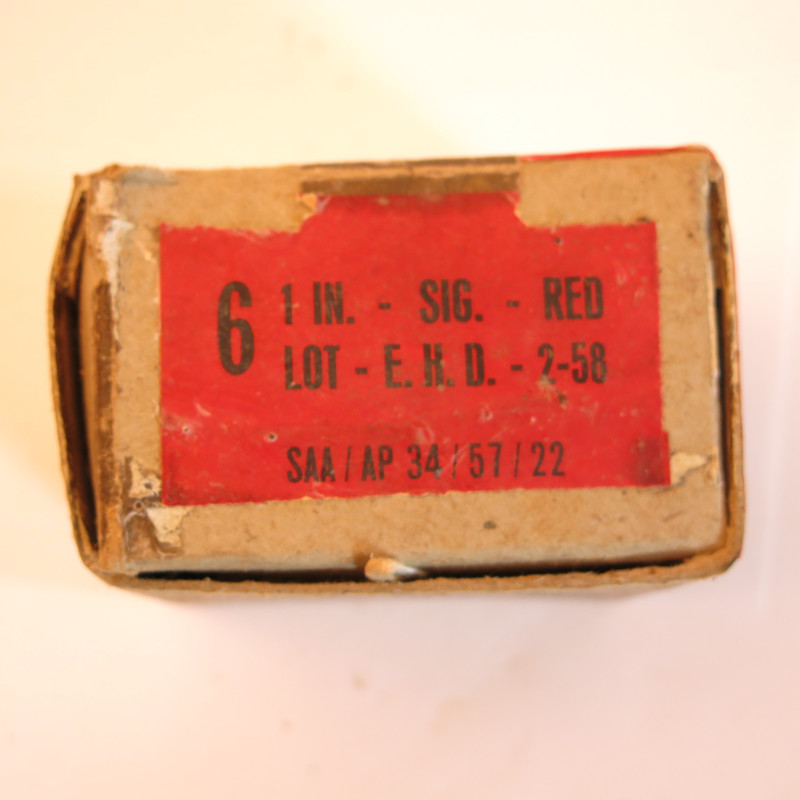 6 1 IN. - SIG. - RED
LOT - E. H. D. - 2-58
SAA / AP 34 / 57 / 22